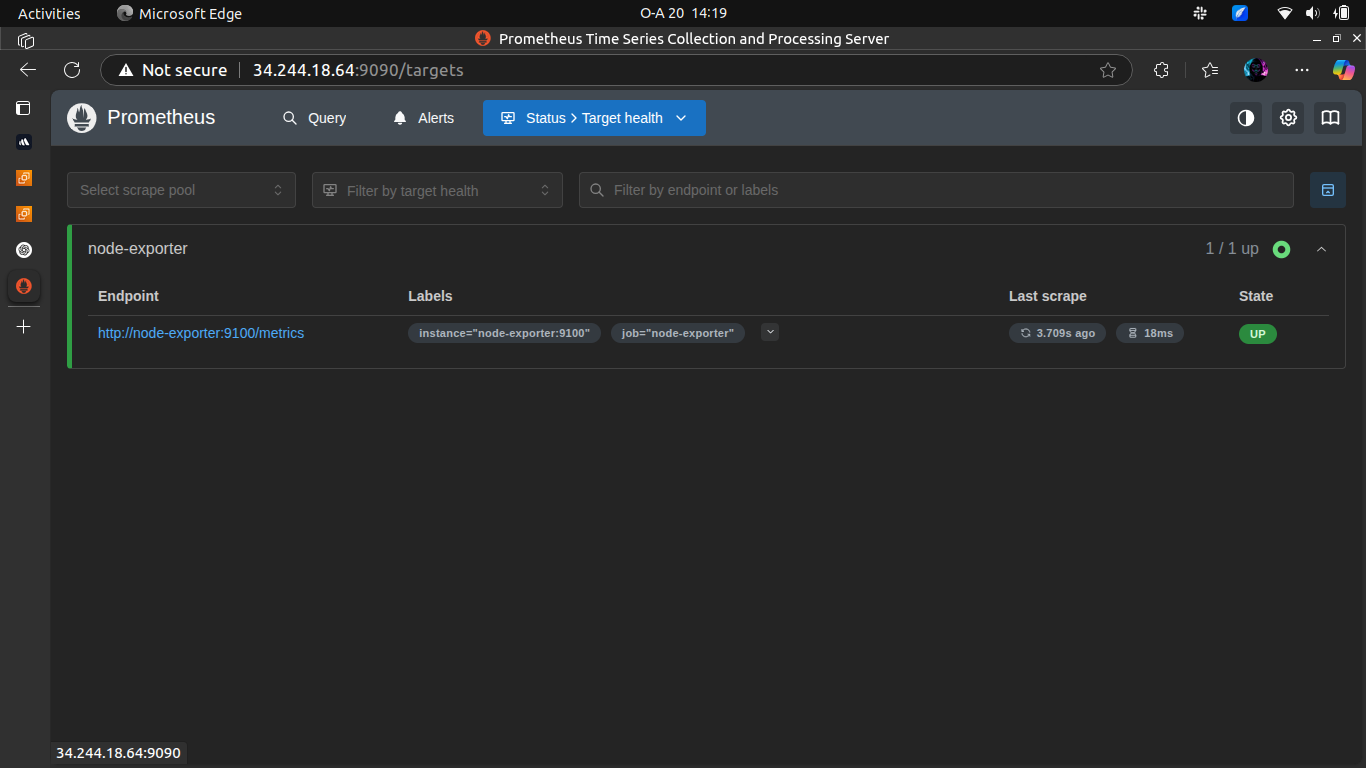 Activities Microsoft Edge O-A 20 14:19
Prometheus Time Series Collection and Processing Server
Not secure 34.244.18.64:9090/targets
Prometheus Query Alerts Status > Target health
Select scrape pool Filter by target health Filter by endpoint or labels
node-exporter 1 / 1 up
Endpoint Labels Last scrape State
http://node-exporter:9100/metrics instance="node-exporter:9100" job="node-exporter" 3.709s ago 18ms UP
34.244.18.64:9090